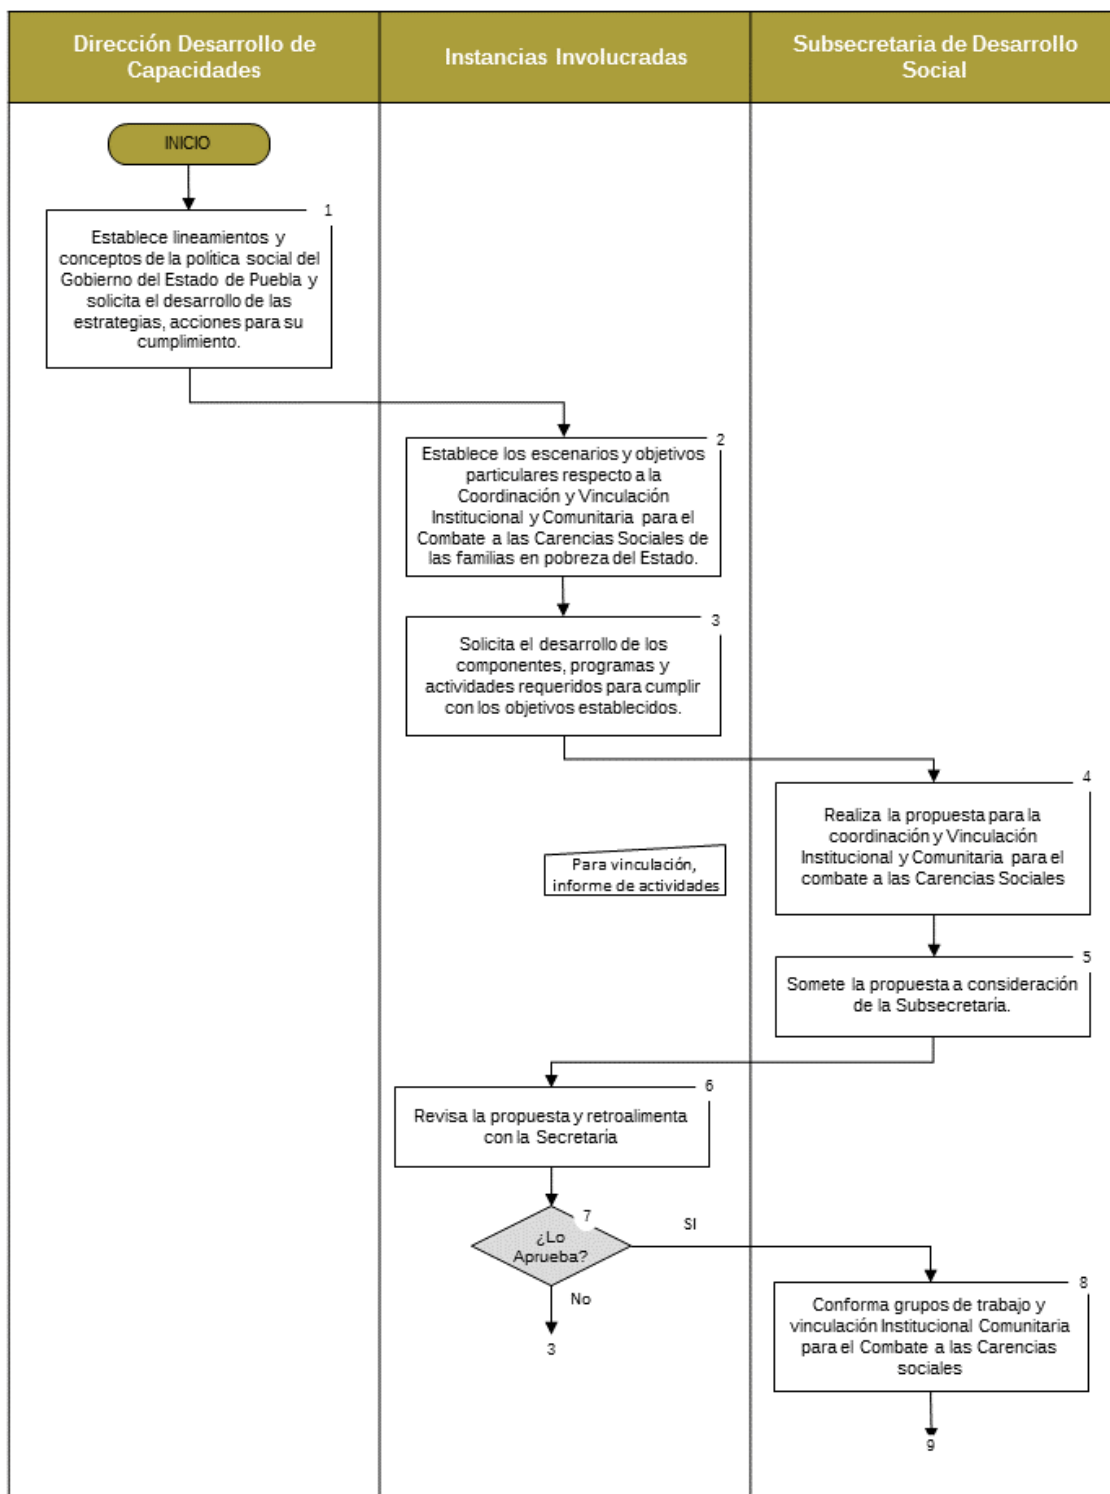 Dirección Desarrollo de
Capacidades
Instancias Involucradas
Subsecretaria de Desarrollo
Social
INICIO
1
Establece lineamientos y
conceptos de la política social del
Gobierno del Estado de Puebla y
solicita el desarrollo de las
estrategias, acciones para su
cumplimiento.
2
Establece los escenarios y objetivos
particulares respecto a la
Coordinación y Vinculación
Institucional y Comunitaria para el
Combate a las Carencias Sociales de
las familias en pobreza del Estado.
3
Solicita el desarrollo de los
componentes, programas y
actividades requeridos para cumplir
con los objetivos establecidos.
4
Realiza la propuesta para la
coordinación y Vinculación
Institucional y Comunitaria para el
combate a las Carencias Sociales
Para vinculación,
informe de actividades
5
Somete la propuesta a consideración
de la Subsecretaría.
6
Revisa la propuesta y retroalimenta
con la Secretaría
7
¿Lo
Aprueba?
SI
No
3
8
Conforma grupos de trabajo y
vinculación Institucional Comunitaria
para el Combate a las Carencias
sociales
9